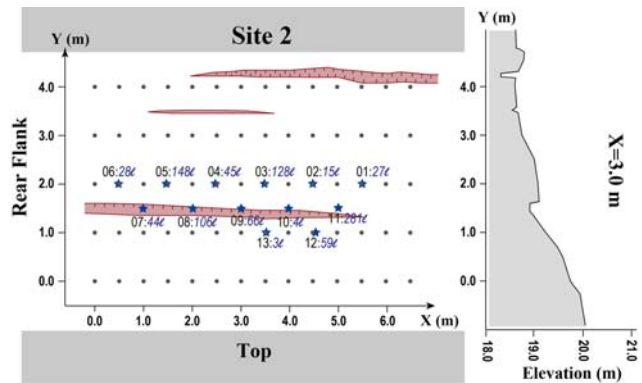 Site 2
Y (m)
4.0
3.0
2.0
1.0
0.0
Rear Flank
06:28ℓ 05:148ℓ 04:45ℓ 03:128ℓ 02:15ℓ 01:27ℓ
07:44ℓ 08:106ℓ 09:66ℓ 10:4ℓ 11:281ℓ
13:3ℓ 12:59ℓ
0.0 1.0 2.0 3.0 4.0 5.0 6.0
X (m)
Top
Y (m)
4.0
3.0
2.0
1.0
0.0
X=3.0 m
18.0 19.0 20.0 21.0
Elevation (m)